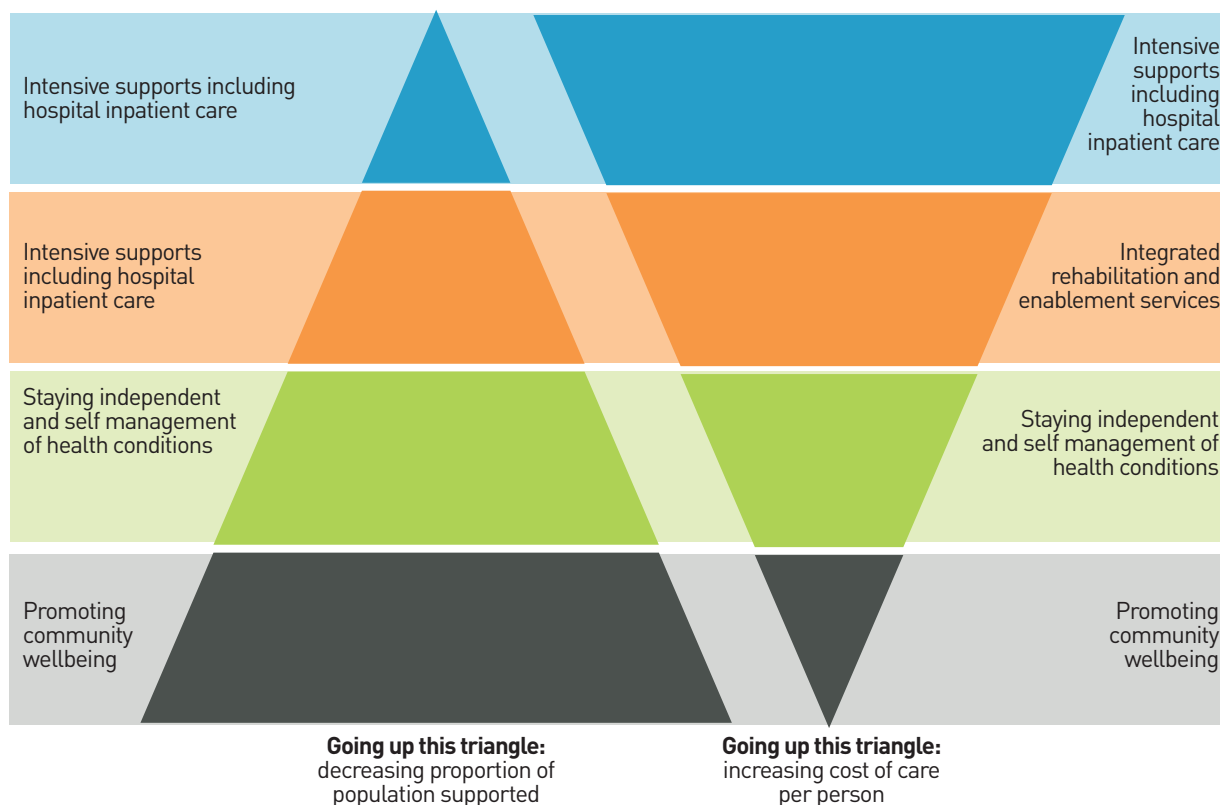 Intensive supports including
hospital inpatient care
Intensive
supports
including
hospital
inpatient care
Intensive supports
including hospital
inpatient care
Integrated
rehabilitation and
enablement services
Staying independent
and self management
of health conditions
Staying independent
and self management of
health conditions
Promoting
community
wellbeing
Promoting
community
wellbeing
Going up this triangle:
decreasing proportion of
population supported
Going up this triangle:
increasing cost of care
per person